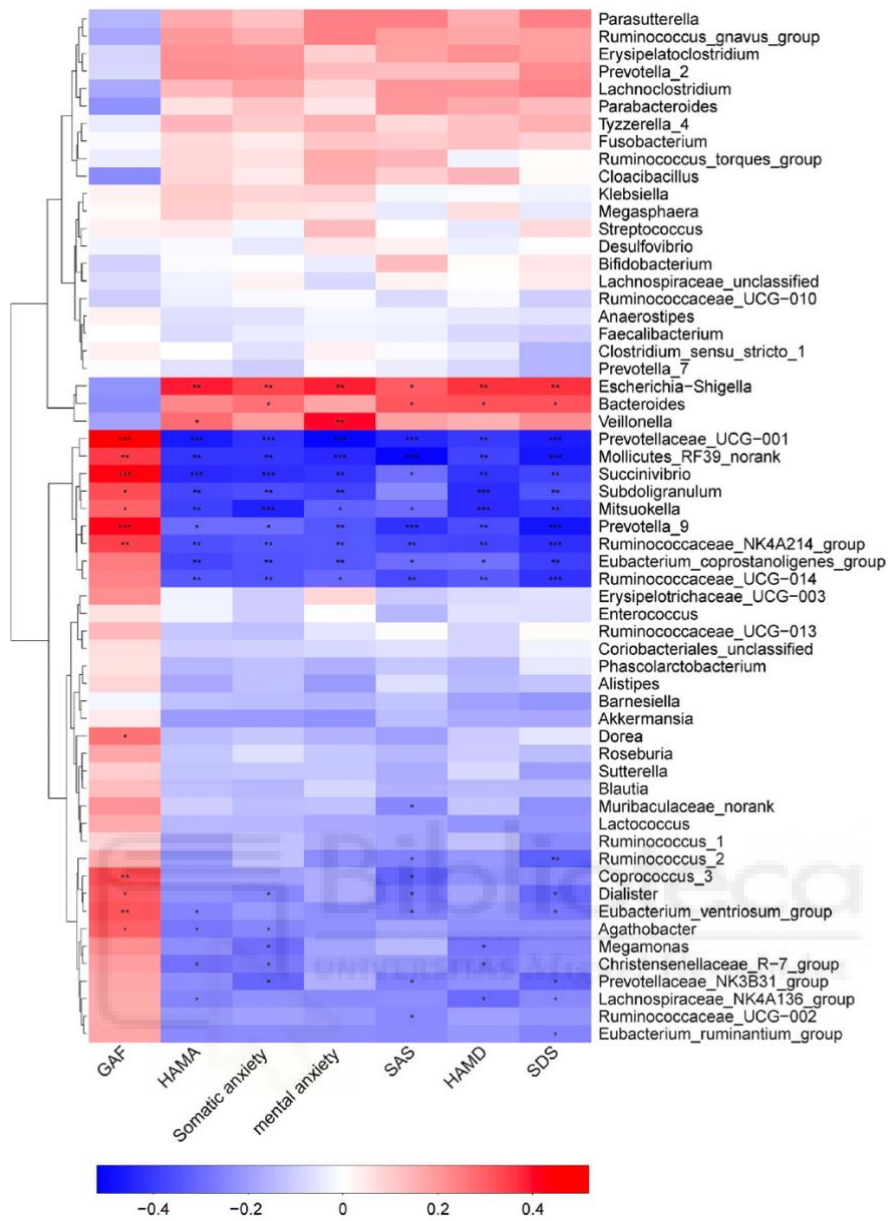 Parasutterella
Ruminococcus_gnavus_group
Erysipelatoclostridium
Prevotella_2
Lachnoclostridium
Parabacteroides
Tyzzerella_4
Fusobacterium
Ruminococcus_torques_group
Cloacibacillus
Klebsiella
Megasphaera
Streptococcus
Desulfovibrio
Bifidobacterium
Lachnospiraceae_unclassified
Ruminococcaceae_UCG-010
Anaerostipes
Faecalibacterium
Clostridium_sensu_stricto_1
Prevotella_7
** ** ** * ** ** Escherichia-Shigella
* * * * Bacteroides
* ** Veillonella
*** *** *** *** *** ** *** Prevotellaceae_UCG-001
** ** ** *** *** ** *** Mollicutes_RF39_norank
*** *** *** ** * ** ** Succinivibrio
* ** ** ** *** ** Subdoligranulum
* ** *** * * *** ** Mitsuokella
*** * * ** *** ** *** Prevotella_9
** ** ** ** ** ** *** Ruminococcaceae_NK4A214_group
** ** ** * * ** Eubacterium_coprostanoligenes_group
** ** * ** ** *** Ruminococcaceae_UCG-014
Erysipelotrichaceae_UCG-003
Enterococcus
Ruminococcaceae_UCG-013
Coriobacteriales_unclassified
Phascolarctobacterium
Alistipes
Barnesiella
Akkermansia
* Dorea
Roseburia
Sutterella
Blautia
* Muribaculaceae_norank
Lactococcus
Ruminococcus_1
* ** Ruminococcus_2
** * Coprococcus_3
* * * * Dialister
** * * * Eubacterium_ventriosum_group
* * * Agathobacter
* * Megamonas
* * * Christensenellaceae_R-7_group
* * * Prevotellaceae_NK3B31_group
* * * Lachnospiraceae_NK4A136_group
* Ruminococcaceae_UCG-002
* Eubacterium_ruminantium_group
Biblioteca
UNIVERSITAS Miguel
GAF HAMA Somatic anxiety mental anxiety SAS HAMD SDS
−0.4 −0.2 0 0.2 0.4